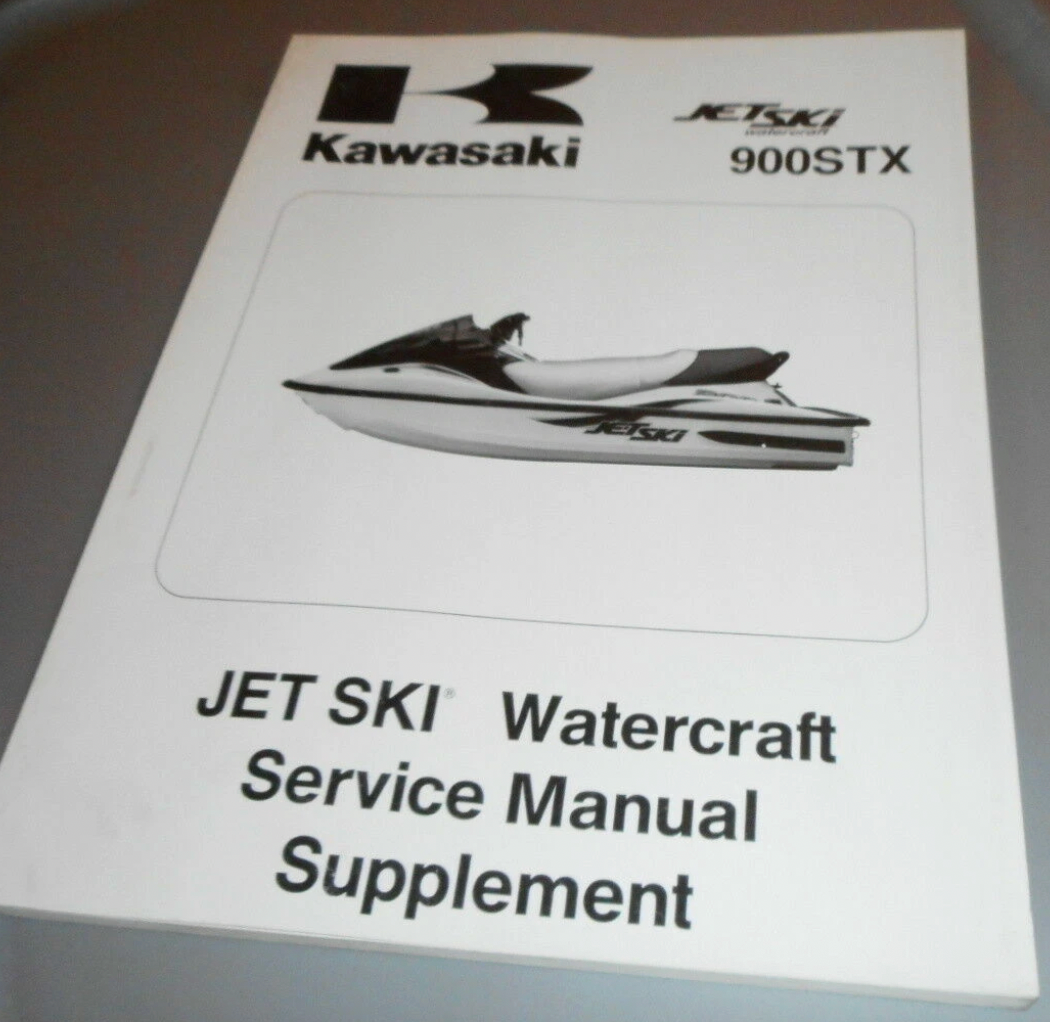 Kawasaki
JETSKI
watercraft
900STX
JETSKI
JET SKI® Watercraft
Service Manual
Supplement